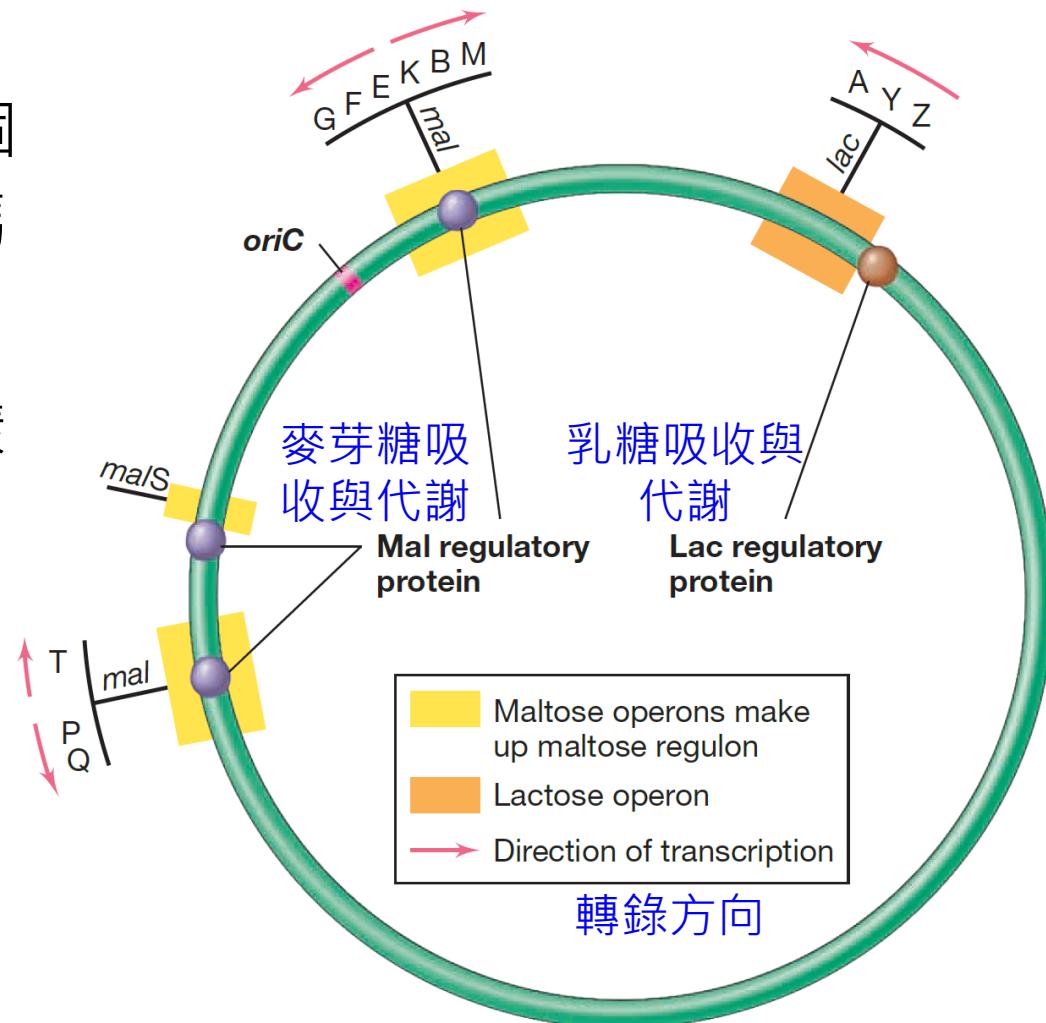 G F E K B M
mal
A Y Z
lac
oriC
麥芽糖吸
收與代謝
乳糖吸收與
代謝
malS
Mal regulatory
protein
Lac regulatory
protein
T
mal
P
Q
Maltose operons make
up maltose regulon
Lactose operon
Direction of transcription
轉錄方向